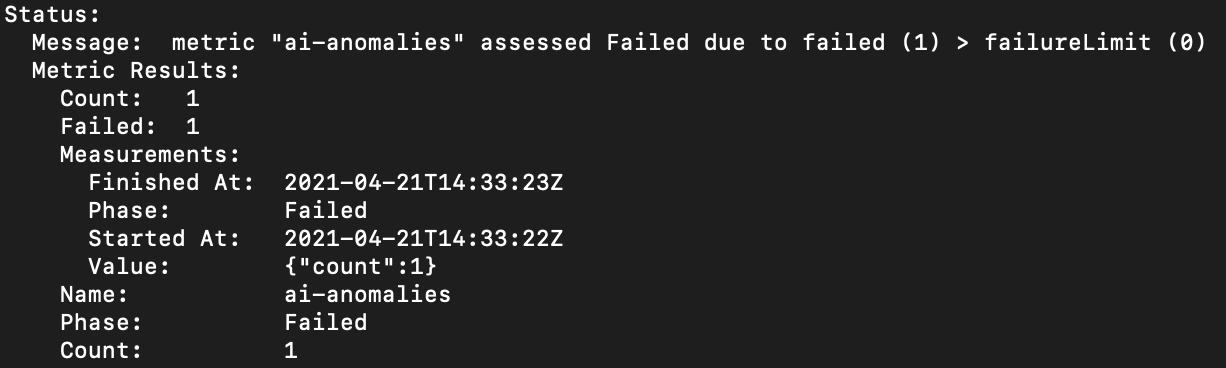 Status:
  Message:  metric "ai-anomalies" assessed Failed due to failed (1) > failureLimit (0)
  Metric Results:
    Count:   1
    Failed:  1
    Measurements:
      Finished At:  2021-04-21T14:33:23Z
      Phase:        Failed
      Started At:   2021-04-21T14:33:22Z
      Value:        {"count":1}
    Name:           ai-anomalies
    Phase:          Failed
    Count:          1